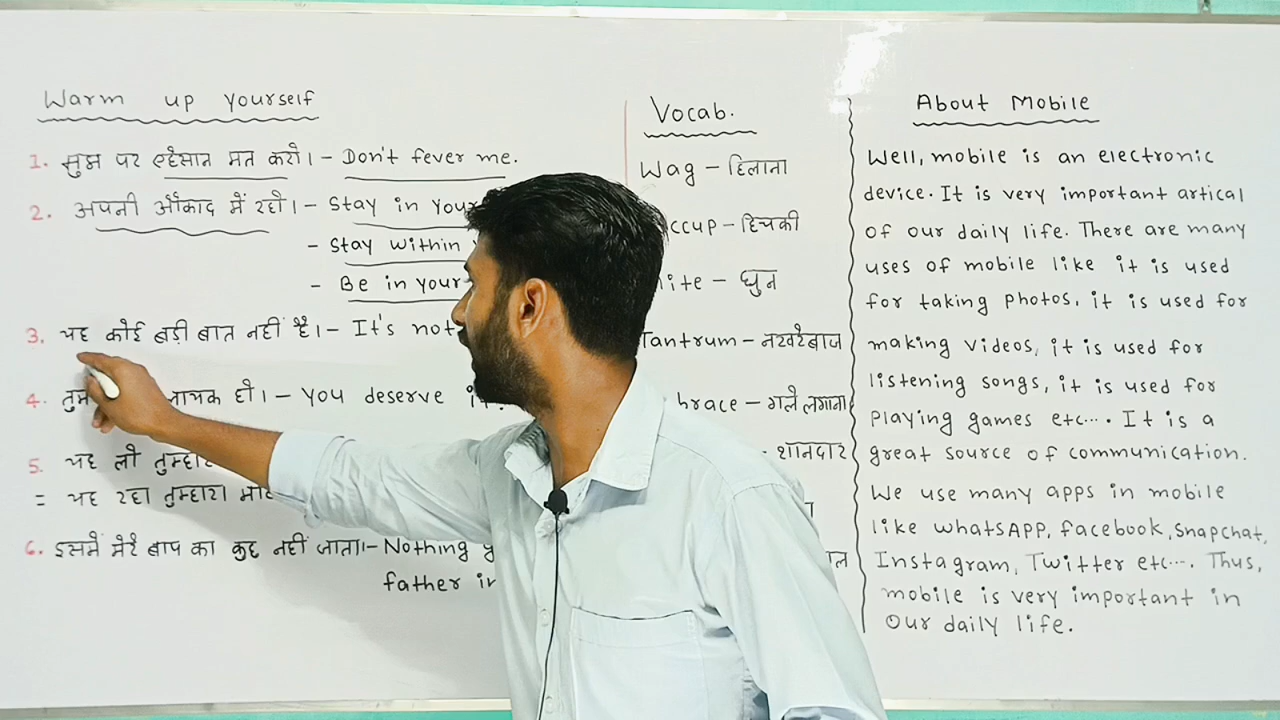 Warm up yourself
1. मुझ पर एहसान मत करो। - Don't fever me.
2. अपनी औकाद में रहो। - Stay in your
- Stay within
- Be in your
3. यह कोई बड़ी बात नहीं है। - It's not
4. तुम लायक हो। - You deserve it.
5. यह लो तुम्हारा
= यह रहा तुम्हारा
6. इसमें मेरे बाप का कुछ नहीं जाता। - Nothing
father in
Vocab.
Wag - हिलाना
ccup - हिचकी
ite - घुन
Tantrum - नखरेबाज
brace - गले लगाना
- शानदार
About Mobile
Well, mobile is an electronic
device. It is very important artical
of our daily life. There are many
uses of mobile like it is used
for taking photos, it is used for
making videos, it is used for
listening songs, it is used for
playing games etc.... It is a
great source of communication.
We use many apps in mobile
like WhatsAPP, facebook, snapchat,
Instagram, Twitter etc.... Thus,
mobile is very important in
our daily life.